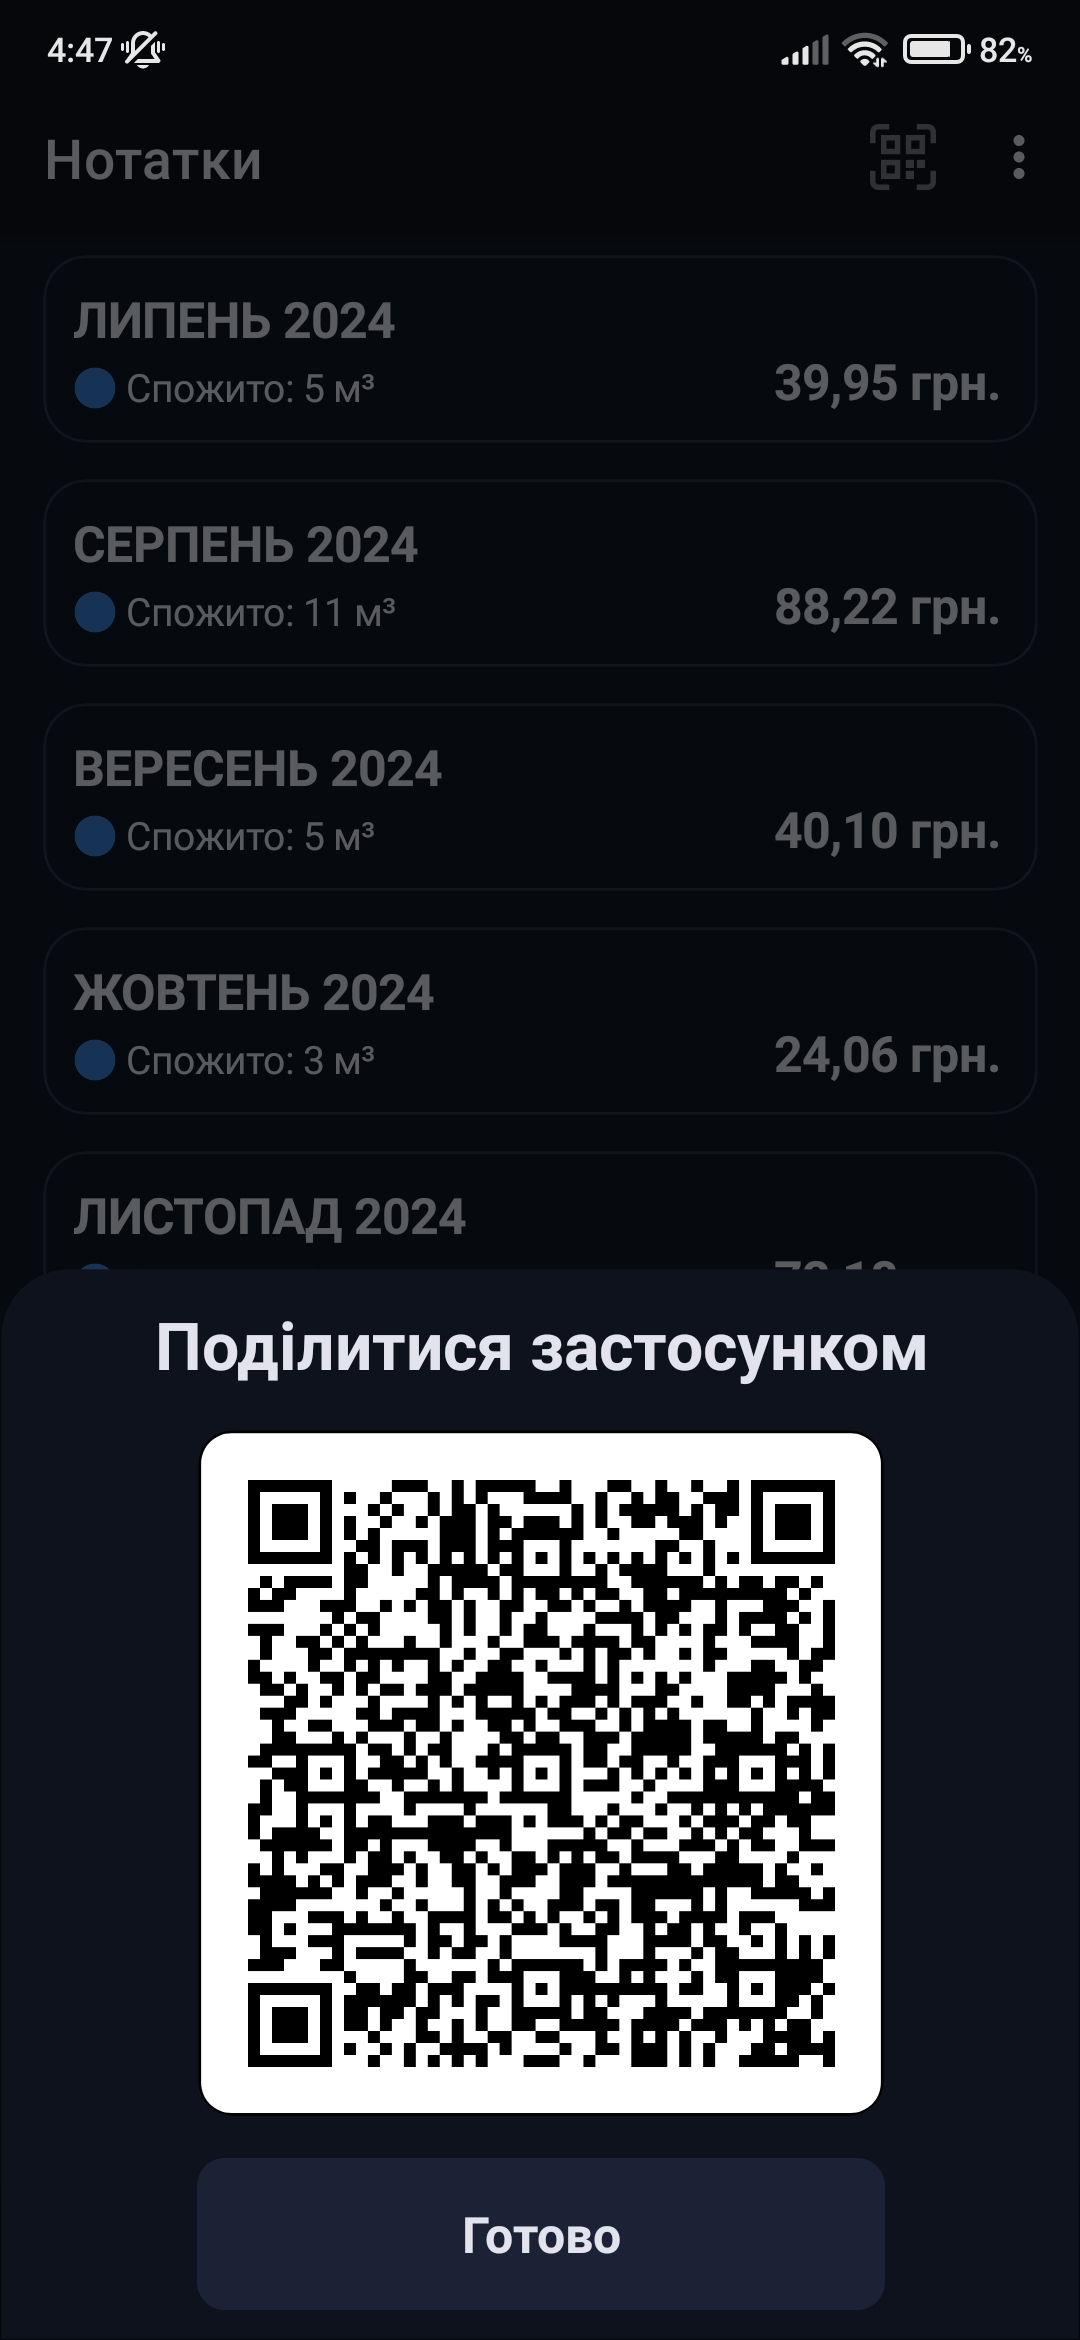 4:47 82%
Нотатки
ЛИПЕНЬ 2024
Спожито: 5 м³ 39,95 грн.
СЕРПЕНЬ 2024
Спожито: 11 м³ 88,22 грн.
ВЕРЕСЕНЬ 2024
Спожито: 5 м³ 40,10 грн.
ЖОВТЕНЬ 2024
Спожито: 3 м³ 24,06 грн.
ЛИСТОПАД 2024
Поділитися застосунком
Готово